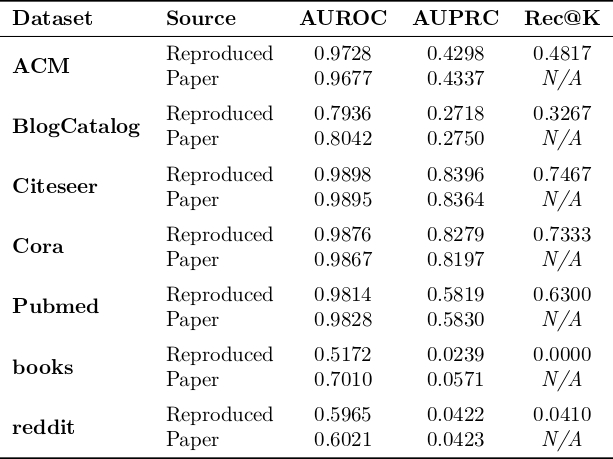 Dataset Source AUROC AUPRC Rec@K
ACM Reproduced 0.9728 0.4298 0.4817
Paper 0.9677 0.4337 N/A
BlogCatalog Reproduced 0.7936 0.2718 0.3267
Paper 0.8042 0.2750 N/A
Citeseer Reproduced 0.9898 0.8396 0.7467
Paper 0.9895 0.8364 N/A
Cora Reproduced 0.9876 0.8279 0.7333
Paper 0.9867 0.8197 N/A
Pubmed Reproduced 0.9814 0.5819 0.6300
Paper 0.9828 0.5830 N/A
books Reproduced 0.5172 0.0239 0.0000
Paper 0.7010 0.0571 N/A
reddit Reproduced 0.5965 0.0422 0.0410
Paper 0.6021 0.0423 N/A